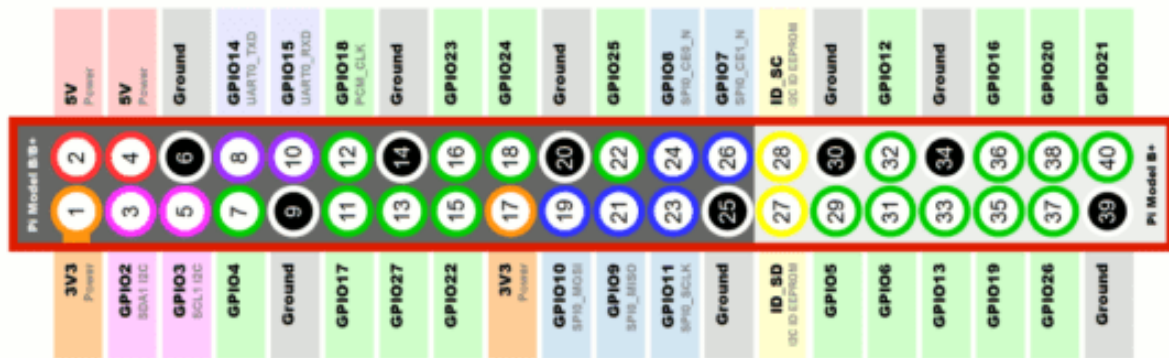 5V
Power
5V
Power
Ground
GPIO14
UART0_TXD
GPIO15
UART0_RXD
GPIO18
PCM_CLK
Ground
GPIO23
GPIO24
Ground
GPIO25
GPIO8
SPI0_CE0_N
GPIO7
SPI0_CE1_N
ID_SC
I2C ID EEPROM
Ground
GPIO12
Ground
GPIO16
GPIO20
GPIO21
Pi Model B/B+
2 4 6 8 10 12 14 16 18 20 22 24 26 28 30 32 34 36 38 40
1 3 5 7 9 11 13 15 17 19 21 23 25 27 29 31 33 35 37 39
Pi Model B+
3V3
Power
GPIO2
SDA1 I2C
GPIO3
SCL1 I2C
GPIO4
Ground
GPIO17
GPIO27
GPIO22
3V3
Power
GPIO10
SPI0_MOSI
GPIO9
SPI0_MISO
GPIO11
SPI0_SCLK
Ground
ID_SD
I2C ID EEPROM
GPIO5
GPIO6
GPIO13
GPIO19
GPIO26
Ground